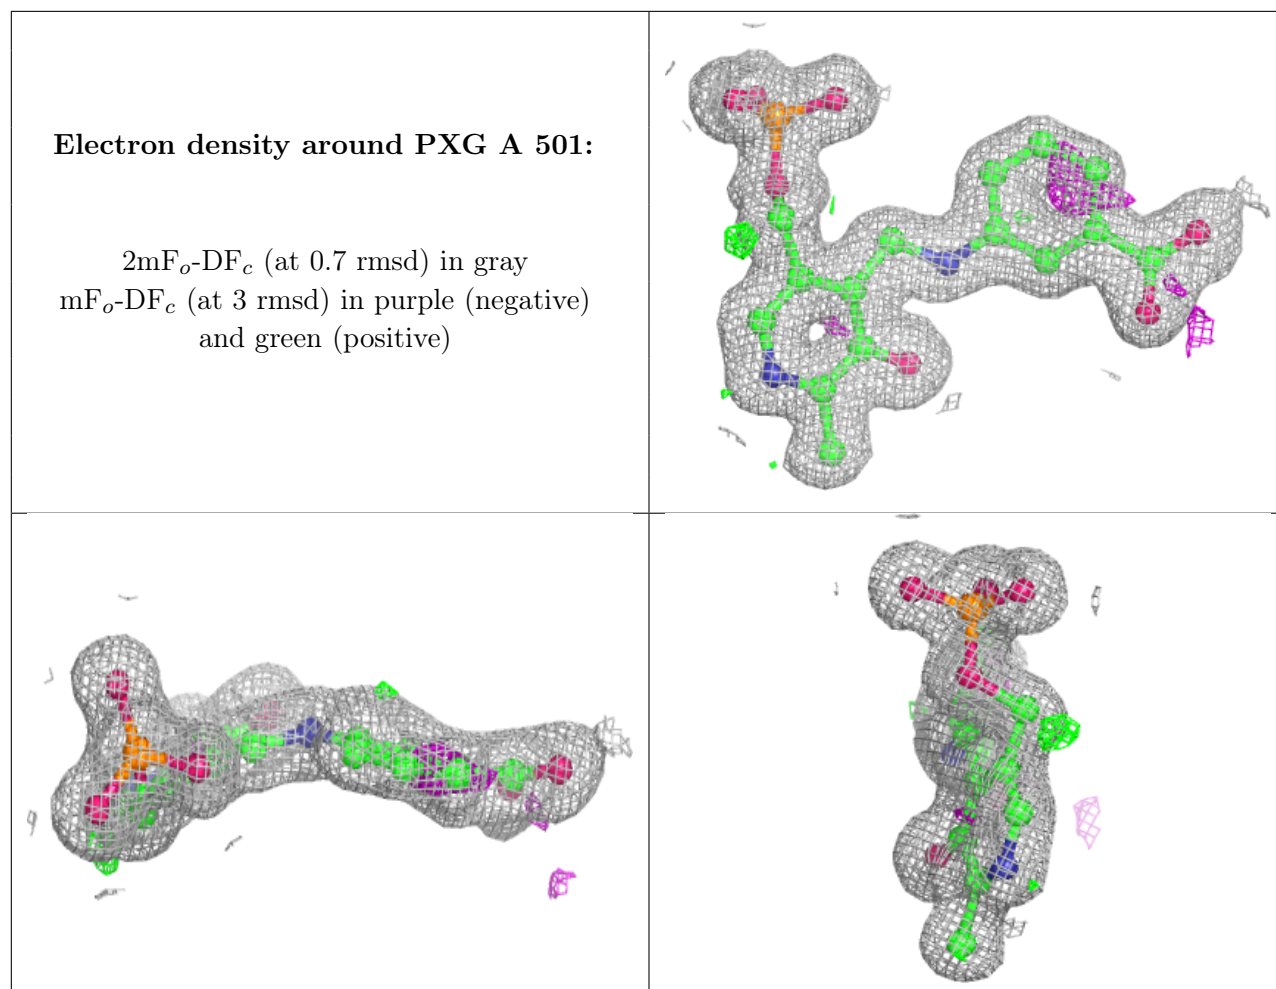 Electron density around PXG A 501:
2mFo-DFc (at 0.7 rmsd) in gray
mFo-DFc (at 3 rmsd) in purple (negative)
and green (positive)